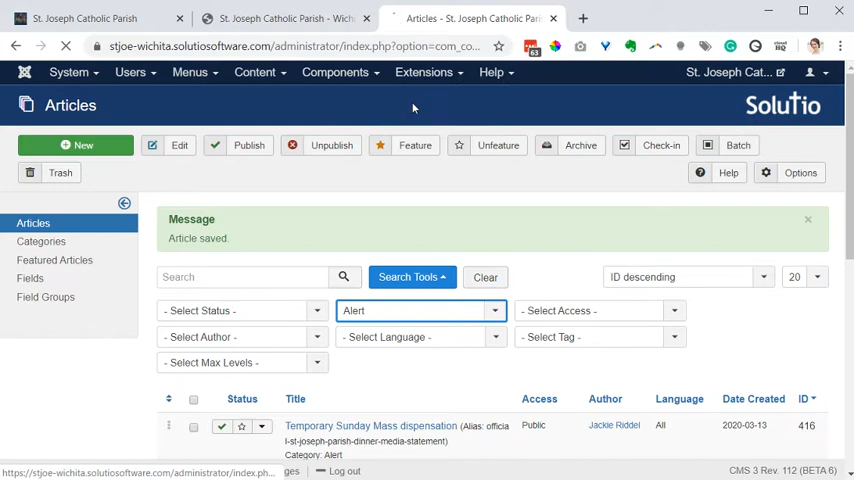 St. Joseph Catholic Parish
St. Joseph Catholic Parish - Wich
Articles - St. Joseph Catholic Pari
stjoe-wichita.solutiosoftware.com/administrator/index.php?option=com_co...
63
System
Users
Menus
Content
Components
Extensions
Help
St. Joseph Cat...
Articles
Solutio
New
Edit
Publish
Unpublish
Feature
Unfeature
Archive
Check-in
Batch
Trash
Help
Options
Articles
Categories
Featured Articles
Fields
Field Groups
Message
Article saved.
Search
Search Tools
Clear
ID descending
20
- Select Status -
Alert
- Select Access -
- Select Author -
- Select Language -
- Select Tag -
- Select Max Levels -
Status
Title
Access
Author
Language
Date Created
ID
Temporary Sunday Mass dispensation (Alias: officia
l-st-joseph-parish-dinner-media-statement)
Category: Alert
Public
Jackie Riddel
All
2020-03-13
416
https://stjoe-wichita.solutiosoftware.com/administrator/index.ph...
ges
Log out
CMS 3 Rev. 112 (BETA 6)